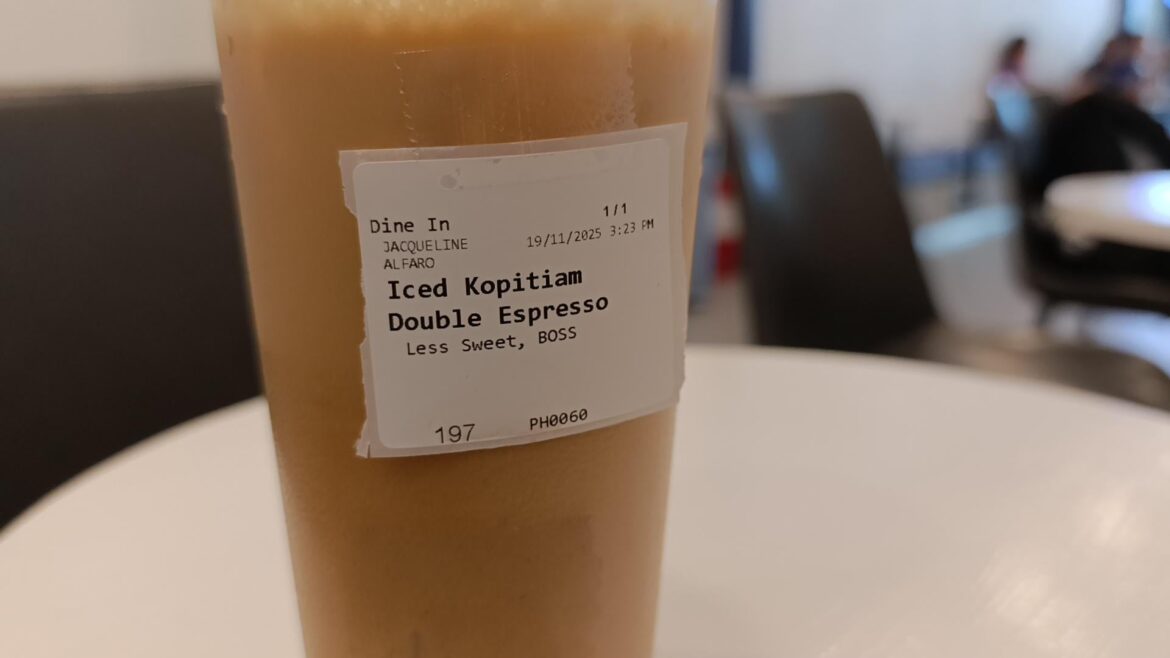 Dine In
1/1
JACQUELINE
19/11/2025 3:23 PM
ALFARO
Iced Kopitiam
Double Espresso
Less Sweet, BOSS
197
PH0060